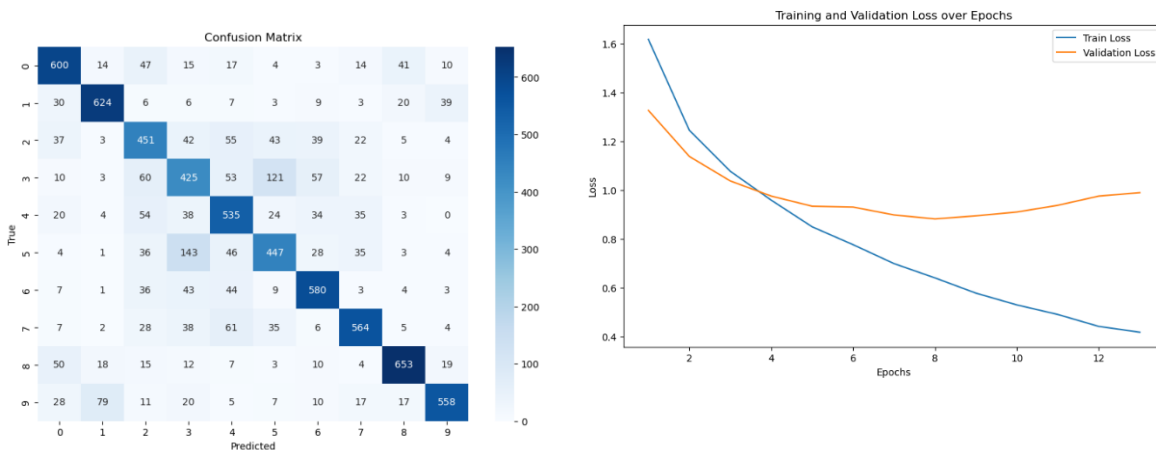 Confusion Matrix
True
0 600 14 47 15 17 4 3 14 41 10
1 30 624 6 6 7 3 9 3 20 39
2 37 3 451 42 55 43 39 22 5 4
3 10 3 60 425 53 121 57 22 10 9
4 20 4 54 38 535 24 34 35 3 0
5 4 1 36 143 46 447 28 35 3 4
6 7 1 36 43 44 9 580 3 4 3
7 7 2 28 38 61 35 6 564 5 4
8 50 18 15 12 7 3 10 4 653 19
9 28 79 11 20 5 7 10 17 17 558
0 1 2 3 4 5 6 7 8 9
Predicted
600
500
400
300
200
100
0
Training and Validation Loss over Epochs
Train Loss
Validation Loss
Loss
1.6
1.4
1.2
1.0
0.8
0.6
0.4
2 4 6 8 10 12
Epochs